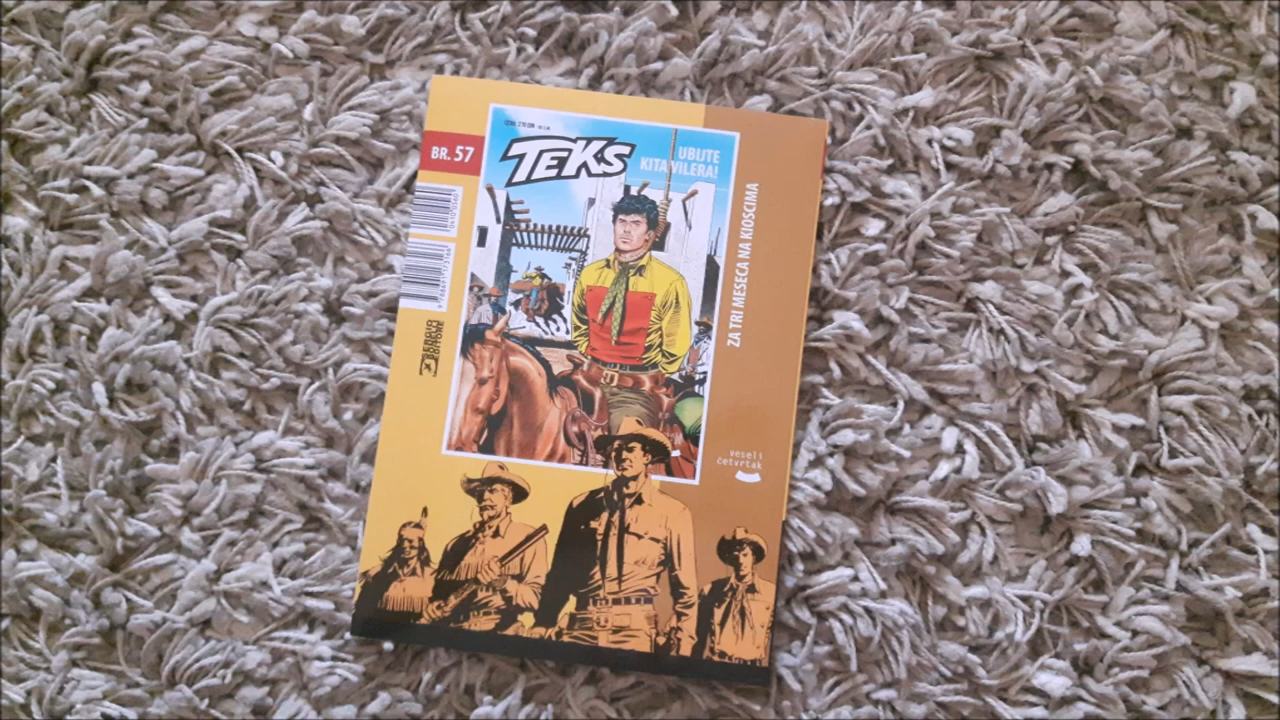 BR. 57
TEKS
UBIJTE
KITA VILERA!
ZA TRI MESECA NA KIOSCIMA
veseli
četvrtak